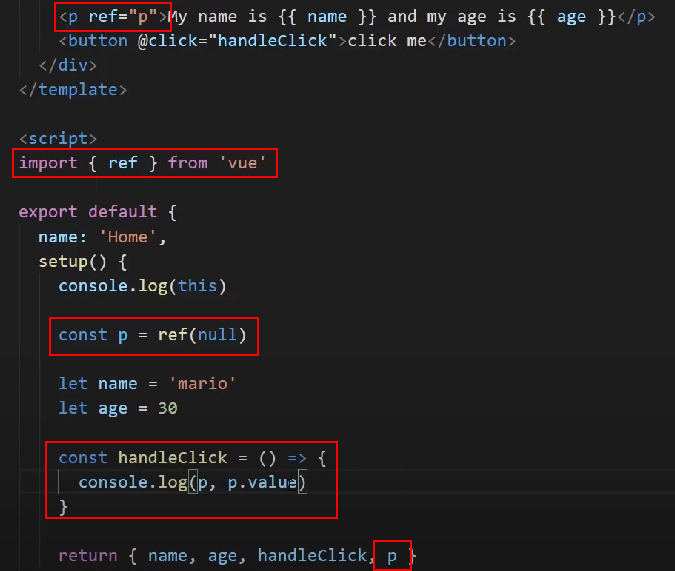 <p ref="p">My name is {{ name }} and my age is {{ age }}</p>
<button @click="handleClick">click me</button>
</div>
</template>
<script>
import { ref } from 'vue'
export default {
name: 'Home',
setup() {
console.log(this)
const p = ref(null)
let name = 'mario'
let age = 30
const handleClick = () => {
console.log(p, p.value)
}
return { name, age, handleClick, p }